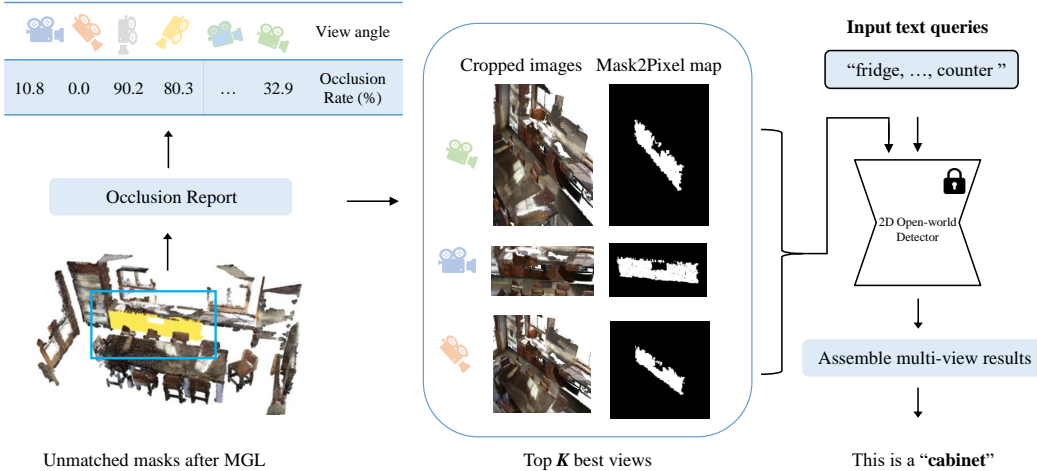 View angle
10.8 0.0 90.2 80.3 … 32.9 Occlusion
Rate (%)
Occlusion Report
Unmatched masks after MGL
Cropped images Mask2Pixel map
Top K best views
Input text queries
“fridge, …, counter ”
2D Open-world
Detector
Assemble multi-view results
This is a “cabinet”